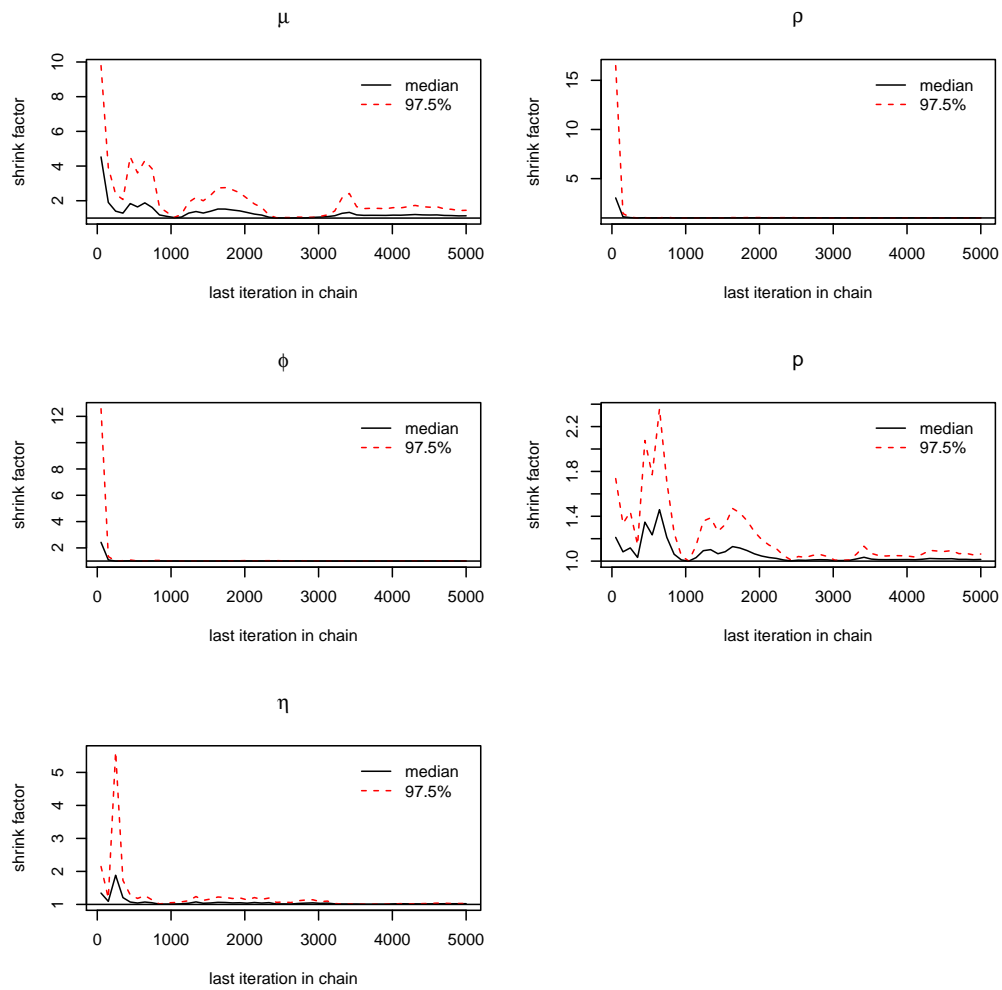 μ
shrink factor
10
8
6
4
2
median
97.5%
0 1000 2000 3000 4000 5000
last iteration in chain
ρ
shrink factor
15
10
5
median
97.5%
0 1000 2000 3000 4000 5000
last iteration in chain
ϕ
shrink factor
12
8
6
4
2
median
97.5%
0 1000 2000 3000 4000 5000
last iteration in chain
p
shrink factor
2.2
1.8
1.4
1.0
median
97.5%
0 1000 2000 3000 4000 5000
last iteration in chain
η
shrink factor
5
4
3
2
1
median
97.5%
0 1000 2000 3000 4000 5000
last iteration in chain